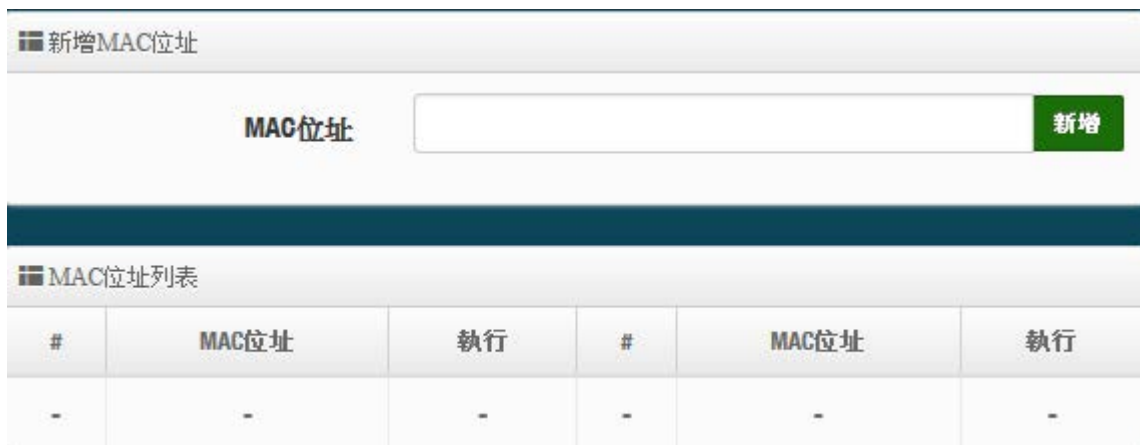 新增MAC位址
MAC位址
新增
MAC位址列表
# MAC位址 執行 # MAC位址 執行
- - - - - -